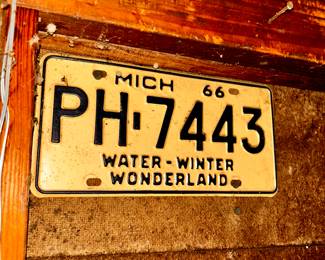 MICH 66
PH-7443
WATER - WINTER
WONDERLAND